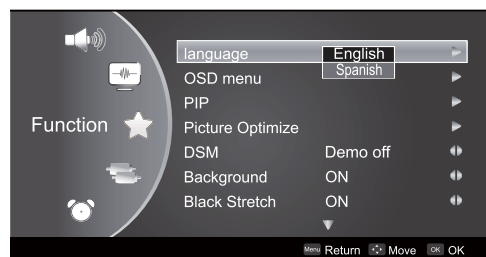 Function
language English
Spanish
OSD menu
PIP
Picture Optimize
DSM Demo off
Background ON
Black Stretch ON
Menu Return Move OK OK